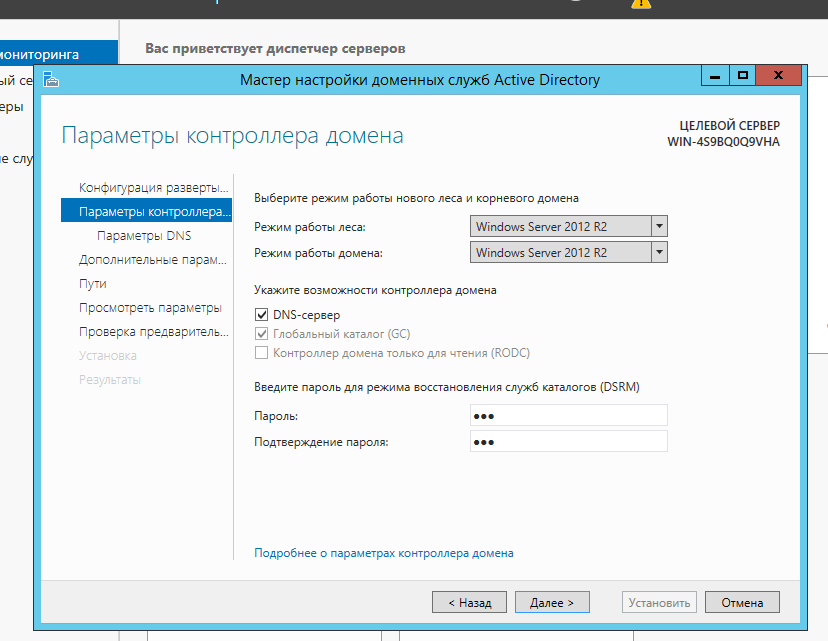 Вас приветствует диспетчер серверов
мониторинга
Мастер настройки доменных служб Active Directory
Параметры контроллера домена
ЦЕЛЕВОЙ СЕРВЕР
WIN-4S9BQ0Q9VHA
Конфигурация разверты...
Параметры контроллера...
Параметры DNS
Дополнительные парам...
Пути
Просмотреть параметры
Проверка предваритель...
Установка
Результаты
Выберите режим работы нового леса и корневого домена
Режим работы леса: Windows Server 2012 R2
Режим работы домена: Windows Server 2012 R2
Укажите возможности контроллера домена
DNS-сервер
Глобальный каталог (GC)
Контроллер домена только для чтения (RODC)
Введите пароль для режима восстановления служб каталогов (DSRM)
Пароль: ●●●
Подтверждение пароля: ●●●
Подробнее о параметрах контроллера домена
< Назад Далее > Установить Отмена